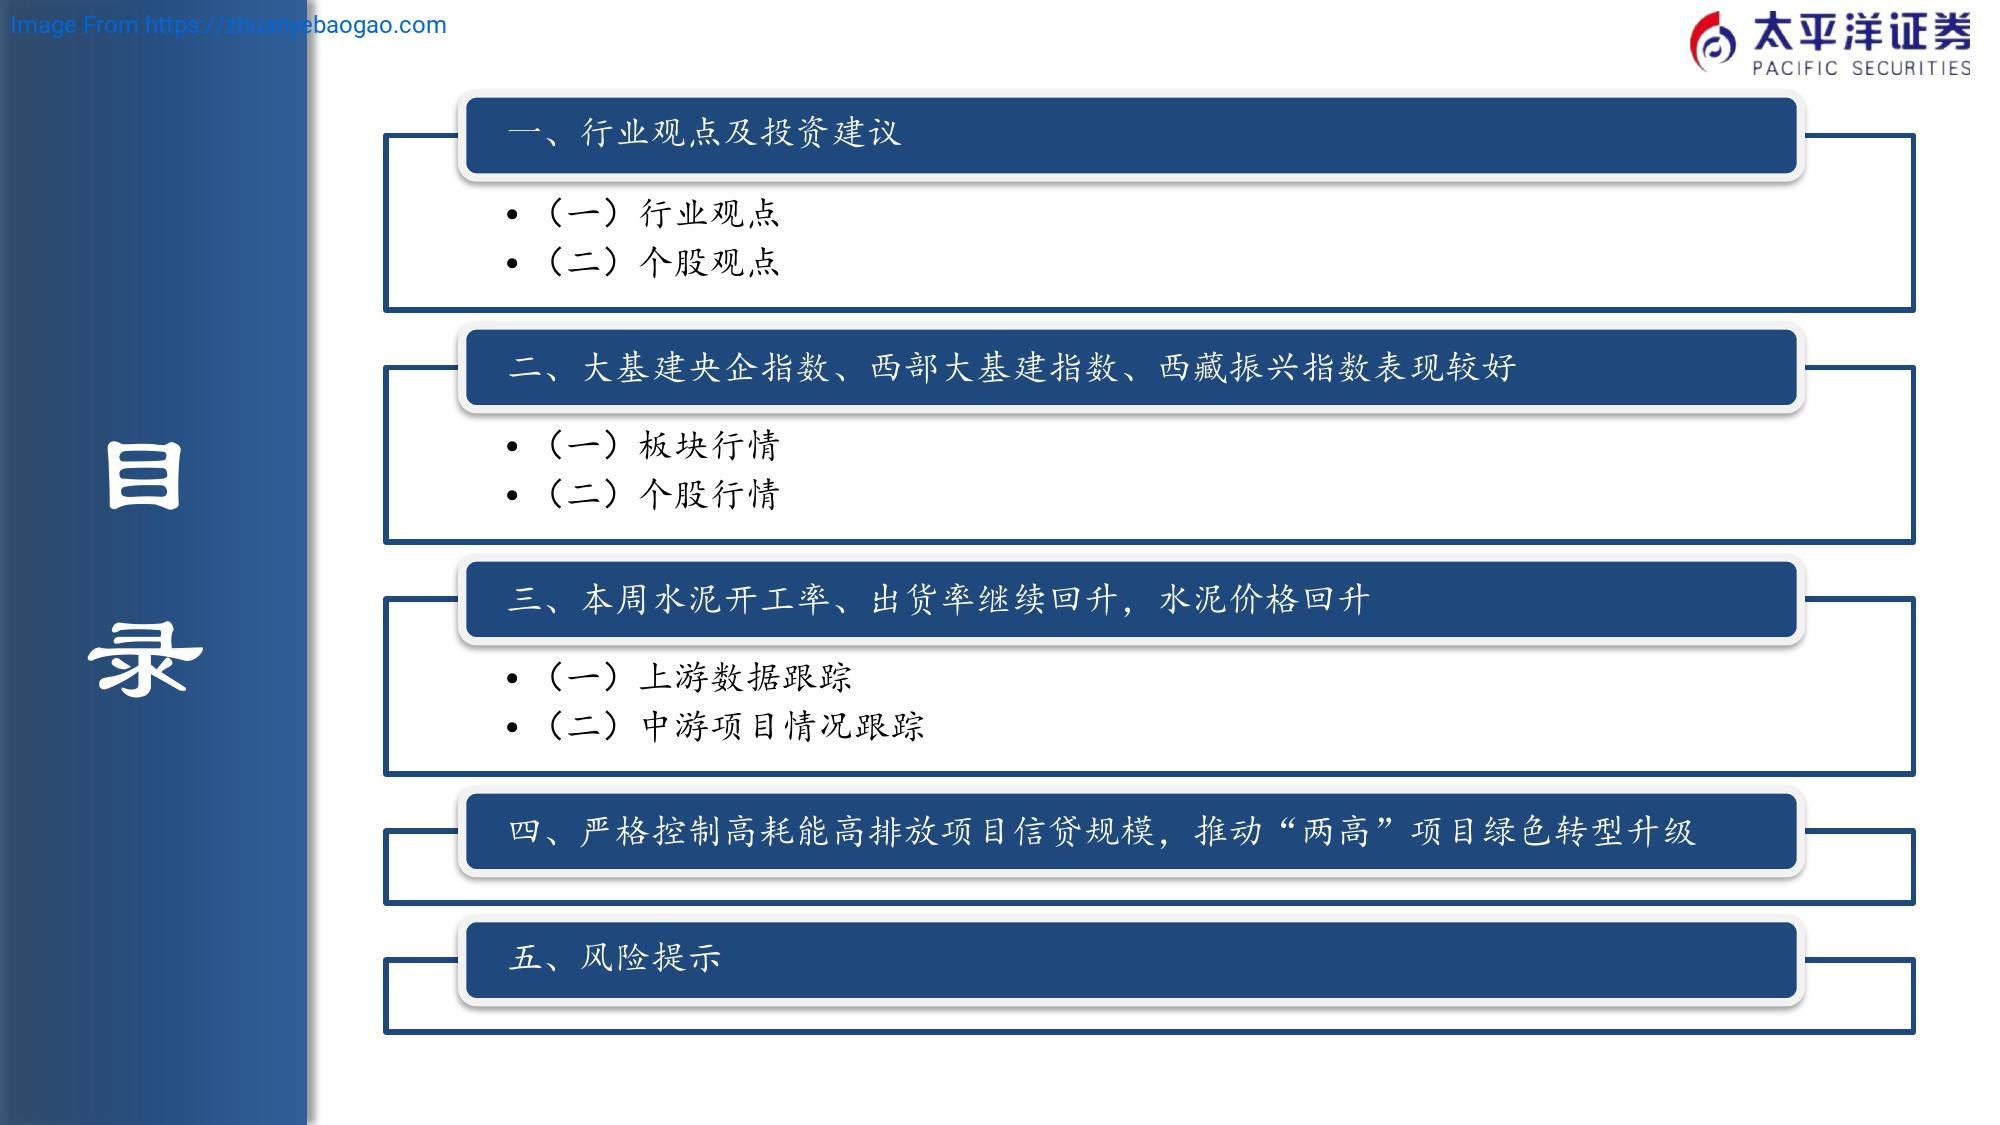 Image From https://zhuanyebaogao.com
太平洋证券
PACIFIC SECURITIES
目
录
一、行业观点及投资建议
• （一）行业观点
• （二）个股观点
二、大基建央企指数、西部大基建指数、西藏振兴指数表现较好
• （一）板块行情
• （二）个股行情
三、本周水泥开工率、出货率继续回升，水泥价格回升
• （一）上游数据跟踪
• （二）中游项目情况跟踪
四、严格控制高耗能高排放项目信贷规模，推动“两高”项目绿色转型升级
五、风险提示